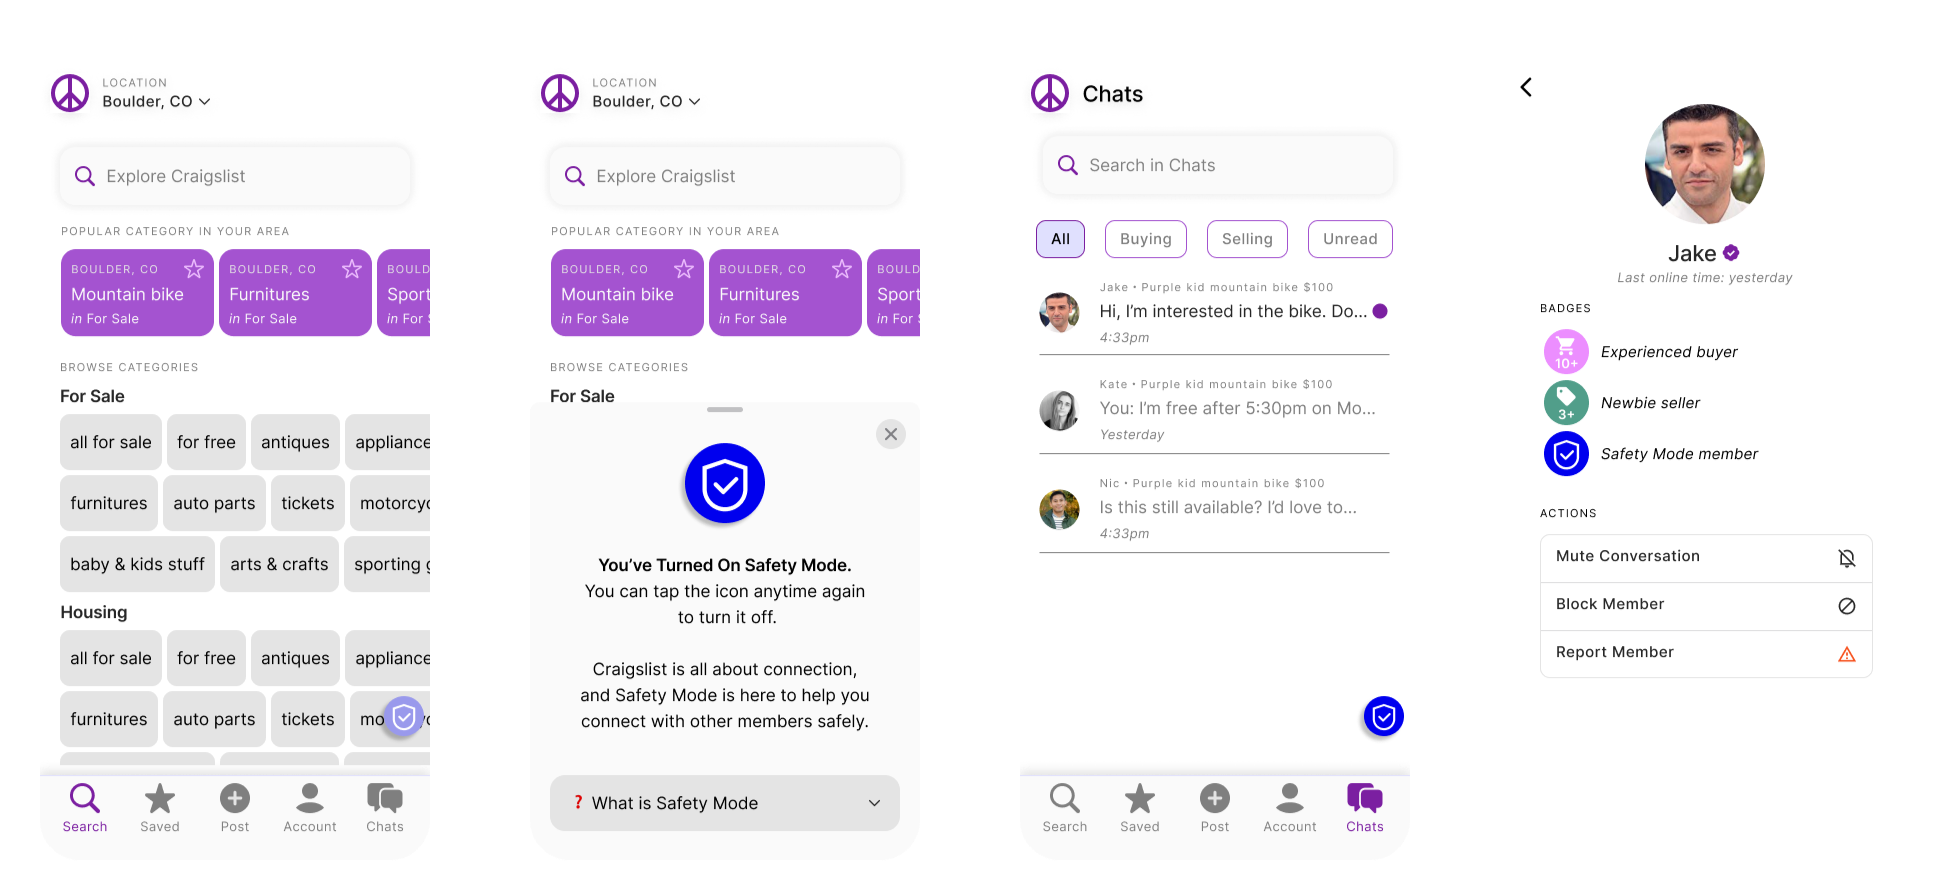 LOCATION
Boulder, CO
Explore Craigslist
POPULAR CATEGORY IN YOUR AREA
BOULDER, CO
Mountain bike
in For Sale
BOULDER, CO
Furnitures
in For Sale
BOULD
Sport
in For
BROWSE CATEGORIES
For Sale
all for sale for free antiques appliance
furnitures auto parts tickets motorcyc
baby & kids stuff arts & crafts sporting g
Housing
all for sale for free antiques appliance
furnitures auto parts tickets mo
Search Saved Post Account Chats
LOCATION
Boulder, CO
Explore Craigslist
POPULAR CATEGORY IN YOUR AREA
BOULDER, CO
Mountain bike
in For Sale
BOULDER, CO
Furnitures
in For Sale
BOULD
Sport
in For
BROWSE CATEGORIES
For Sale
You’ve Turned On Safety Mode.
You can tap the icon anytime again
to turn it off.
Craigslist is all about connection,
and Safety Mode is here to help you
connect with other members safely.
❓ What is Safety Mode
Chats
Search in Chats
All Buying Selling Unread
Jake • Purple kid mountain bike $100
Hi, I’m interested in the bike. Do...
4:33pm
Kate • Purple kid mountain bike $100
You: I’m free after 5:30pm on Mo...
Yesterday
Nic • Purple kid mountain bike $100
Is this still available? I’d love to...
4:33pm
Search Saved Post Account Chats
Jake
Last online time: yesterday
BADGES
10+ Experienced buyer
3+ Newbie seller
Safety Mode member
ACTIONS
Mute Conversation
Block Member
Report Member